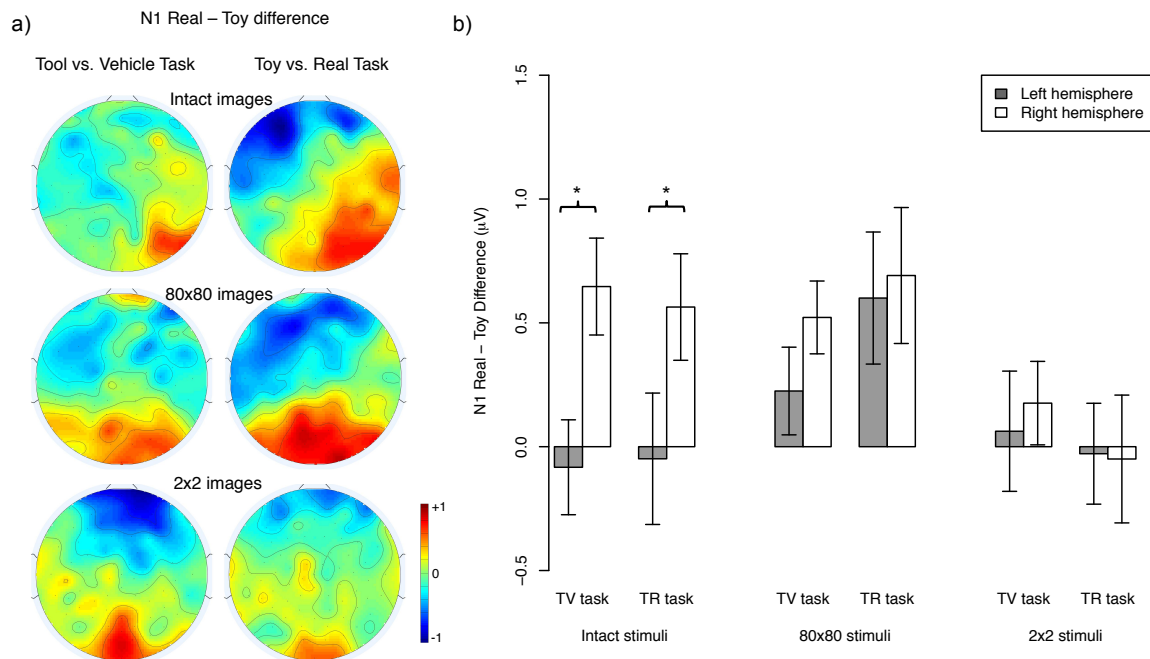 a)
N1 Real – Toy difference
Tool vs. Vehicle Task
Toy vs. Real Task
Intact images
80x80 images
2x2 images
+1
0
-1
b)
N1 Real – Toy Difference (µV)
1.5
1.0
0.5
0.0
−0.5
Left hemisphere
Right hemisphere
*
*
TV task
TR task
TV task
TR task
TV task
TR task
Intact stimuli
80x80 stimuli
2x2 stimuli